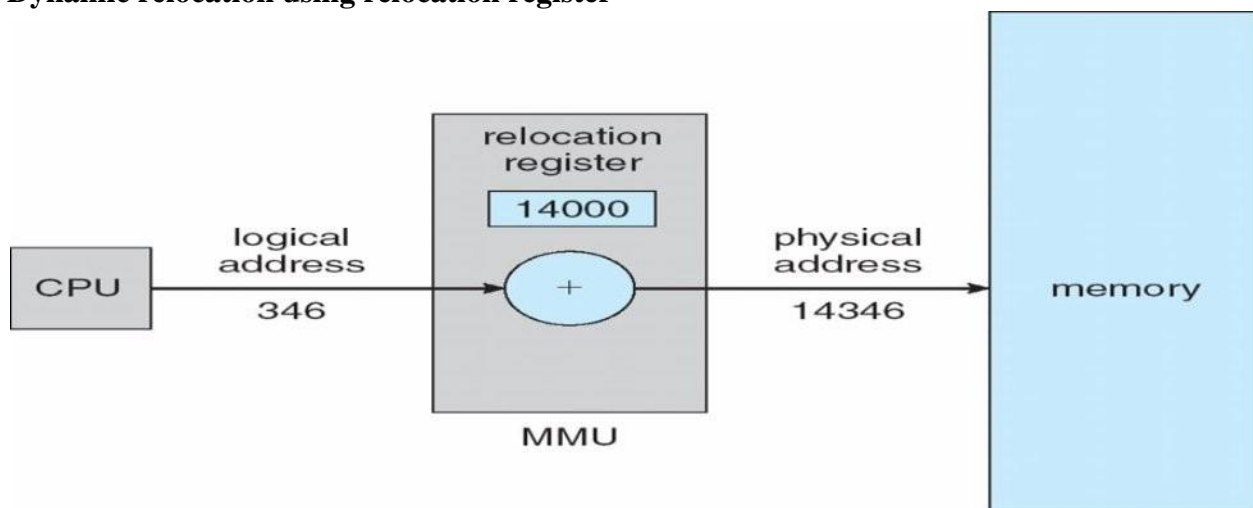 Dynamic relocation using relocation register
relocation
register
14000
logical
address
346
CPU
+
physical
address
14346
memory
MMU